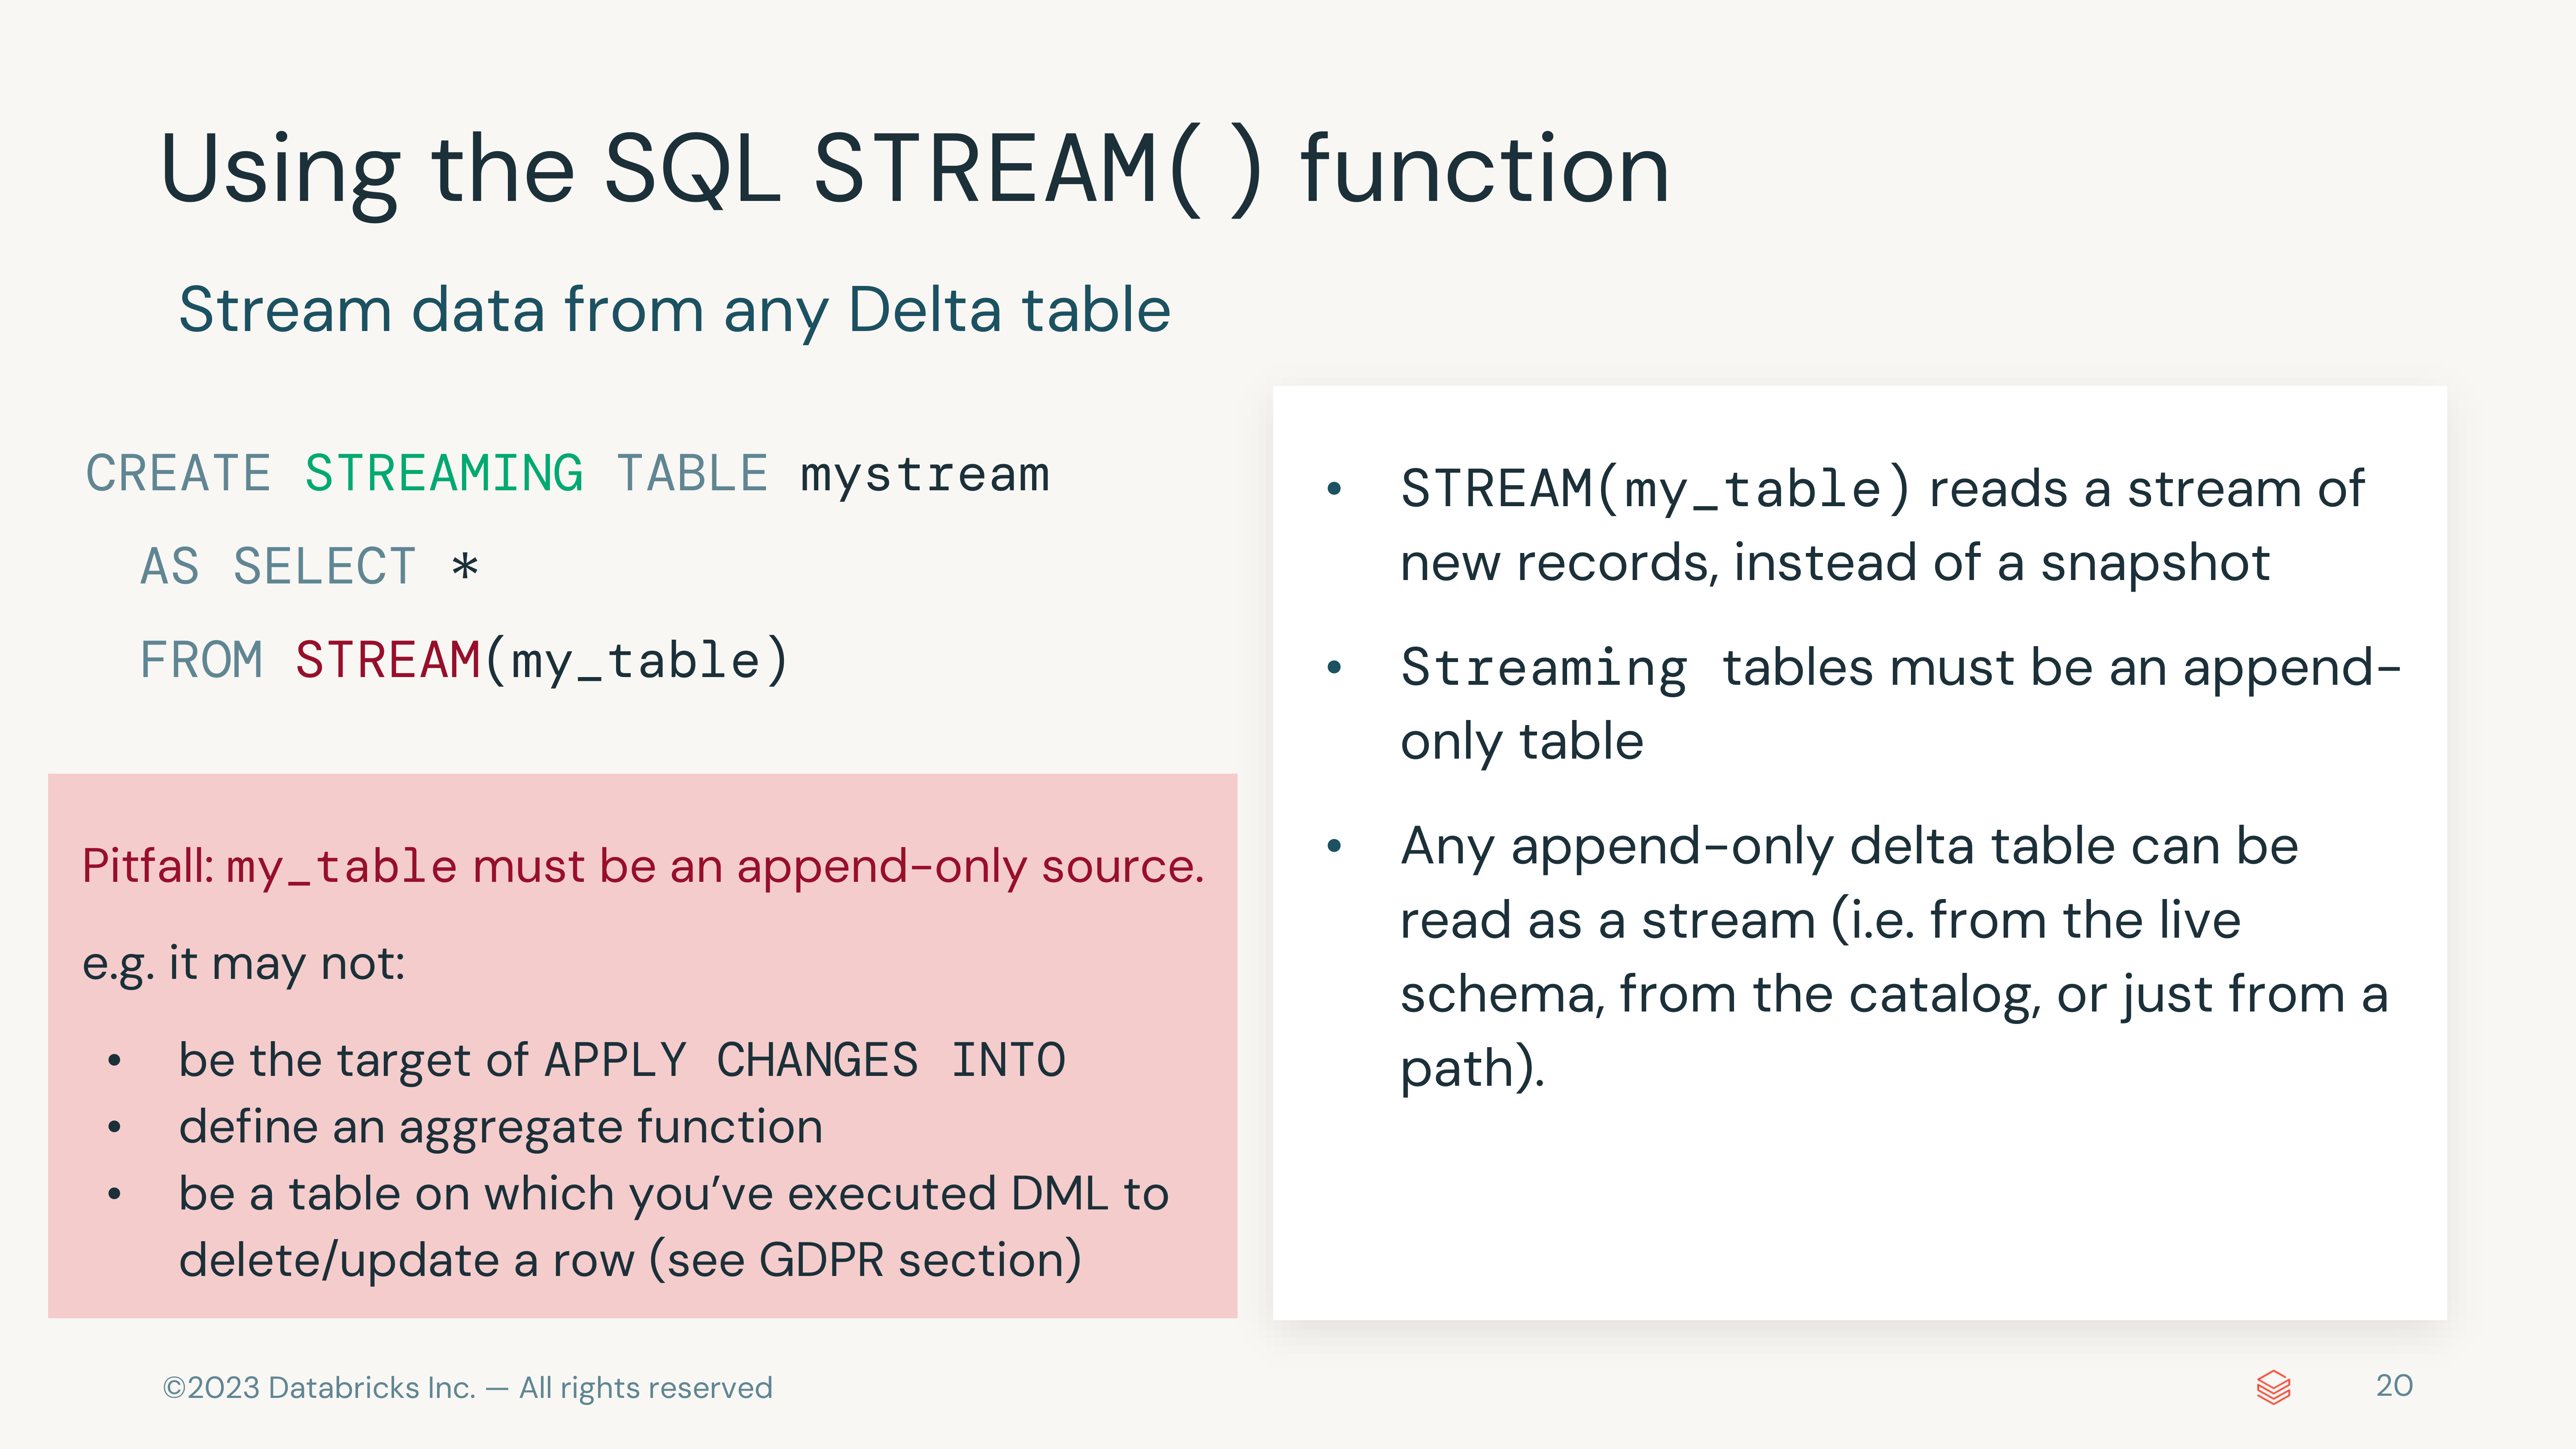 Using the SQL STREAM() function
Stream data from any Delta table
CREATE STREAMING TABLE mystream
AS SELECT *
FROM STREAM(my_table)
Pitfall: my_table must be an append-only source.
e.g. it may not:
• be the target of APPLY CHANGES INTO
• define an aggregate function
• be a table on which you’ve executed DML to
delete/update a row (see GDPR section)
• STREAM(my_table) reads a stream of
new records, instead of a snapshot
• Streaming tables must be an append-
only table
• Any append-only delta table can be
read as a stream (i.e. from the live
schema, from the catalog, or just from a
path).
©2023 Databricks Inc. — All rights reserved
20